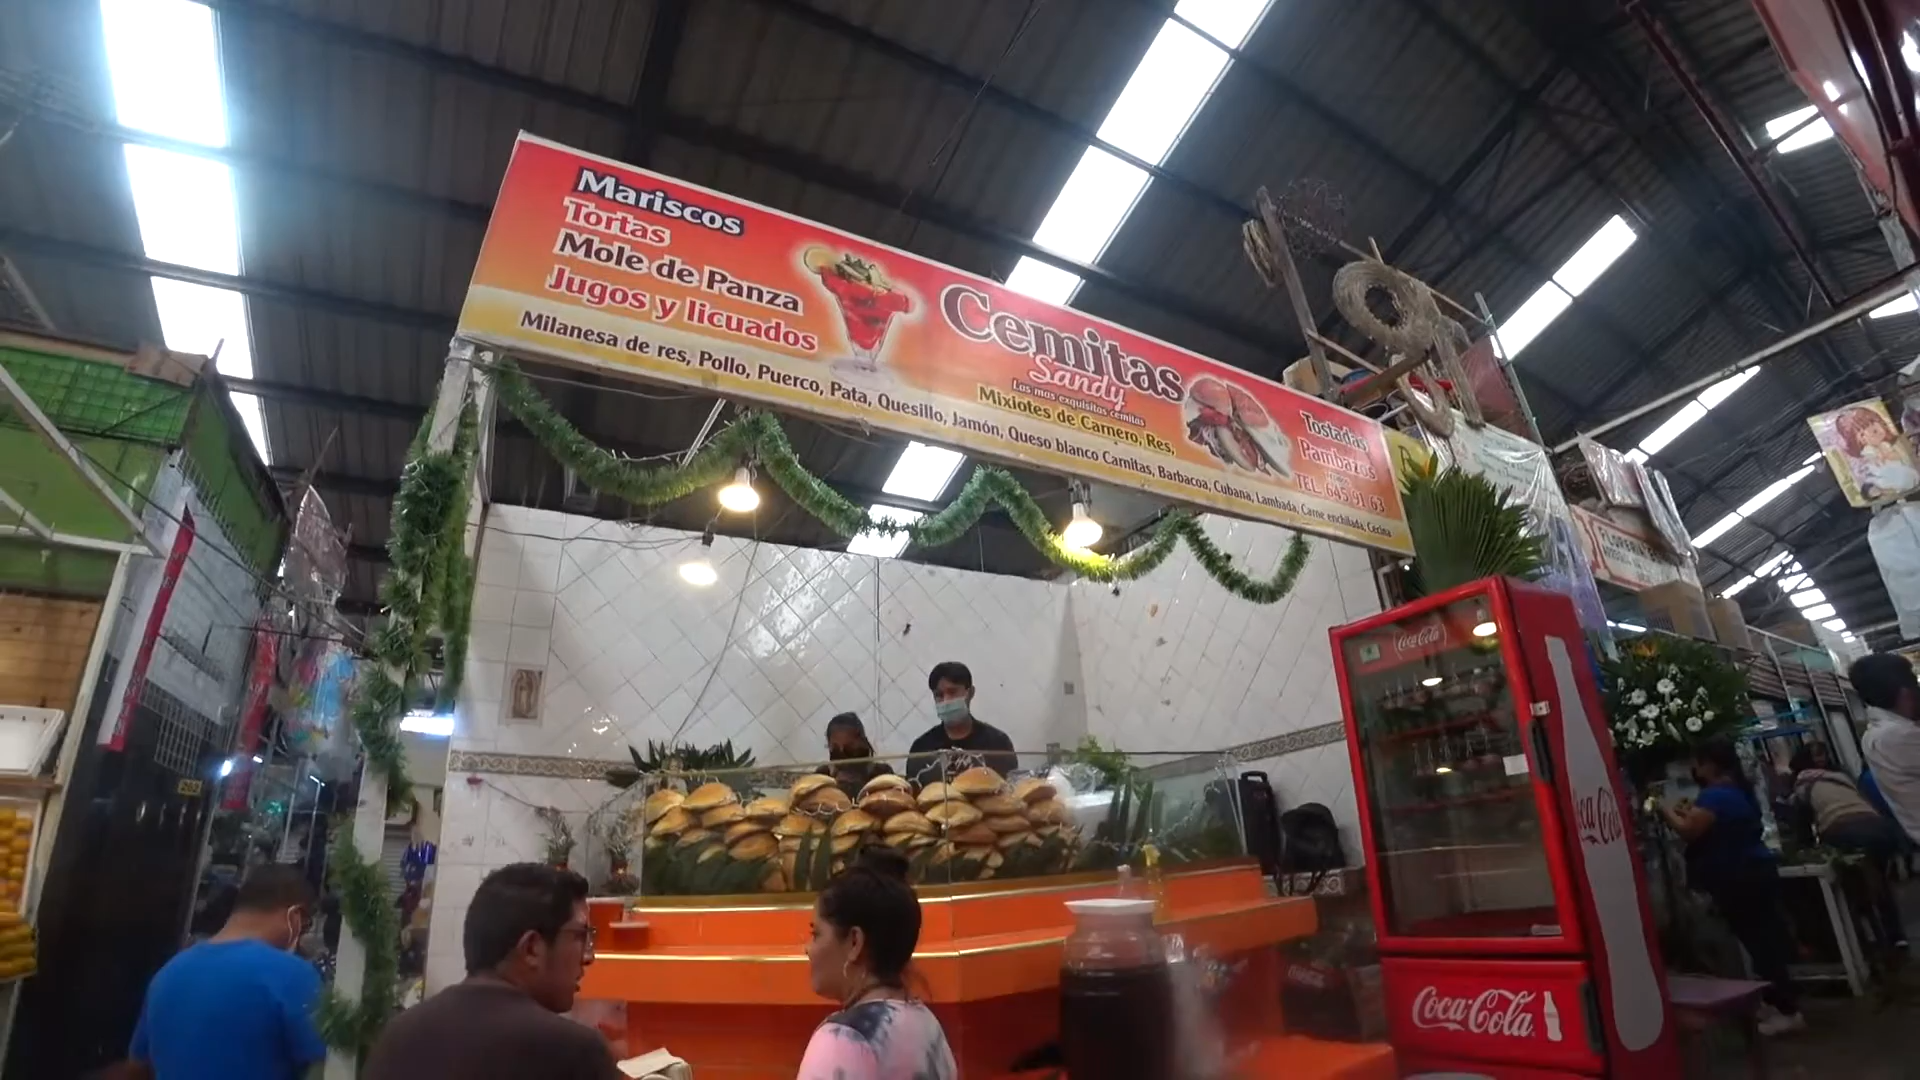 Mariscos
Tortas
Mole de Panza
Jugos y licuados
Cemitas
Sandy
Las mas exquisitas cemitas
Mixiotes de Carnero, Res,
Milanesa de res, Pollo, Puerco, Pata, Quesillo, Jamón, Queso blanco Carnitas, Barbacoa, Cubana, Lambada, Carne enchilada, Cecina
Tostadas
Pambazos
TEL. 645 91 63
Coca-Cola
Coca-Cola
Coca-Cola
FLORERIA